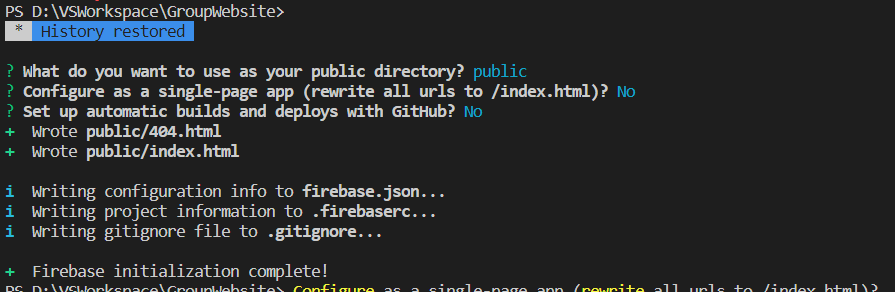 PS D:\VSWorkspace\GroupWebsite>
* History restored
? What do you want to use as your public directory? public
? Configure as a single-page app (rewrite all urls to /index.html)? No
? Set up automatic builds and deploys with GitHub? No
+ Wrote public/404.html
+ Wrote public/index.html
i Writing configuration info to firebase.json...
i Writing project information to .firebaserc...
i Writing gitignore file to .gitignore...
+ Firebase initialization complete!
PS D:\VSWorkspace\GroupWebsite> Configure as a single-page app (rewrite all urls to /index.html)?